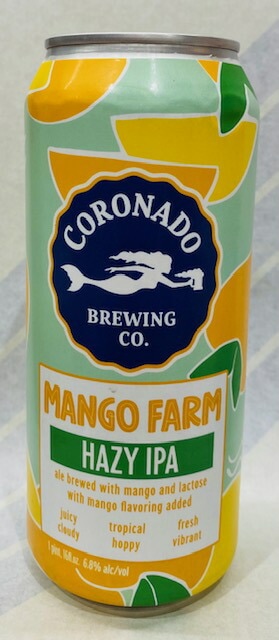 CORONADO
BREWING
CO.
MANGO FARM
HAZY IPA
ale brewed with mango and lactose
with mango flavoring added
juicy tropical fresh
cloudy hoppy vibrant
1 pint, 16fl.oz. 6.8% alc/vol